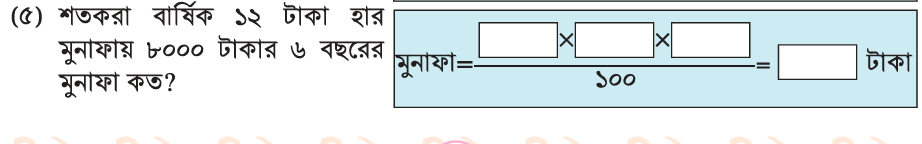 (৫) শতকরা বার্ষিক ১২ টাকা হার
মুনাফায় ৮০০০ টাকার ৬ বছরের
মুনাফা কত?
মুনাফা= × × = টাকা
১০০